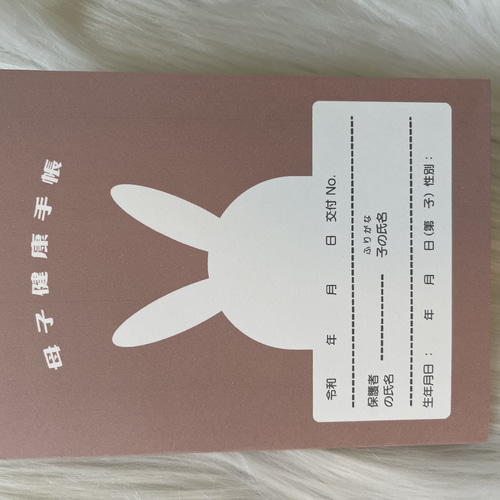 母子健康手帳
令和 年 月 日 交付 No.
ふりがな
保護者の氏名 子の氏名
生年月日： 年 月 日（第 子）性別：